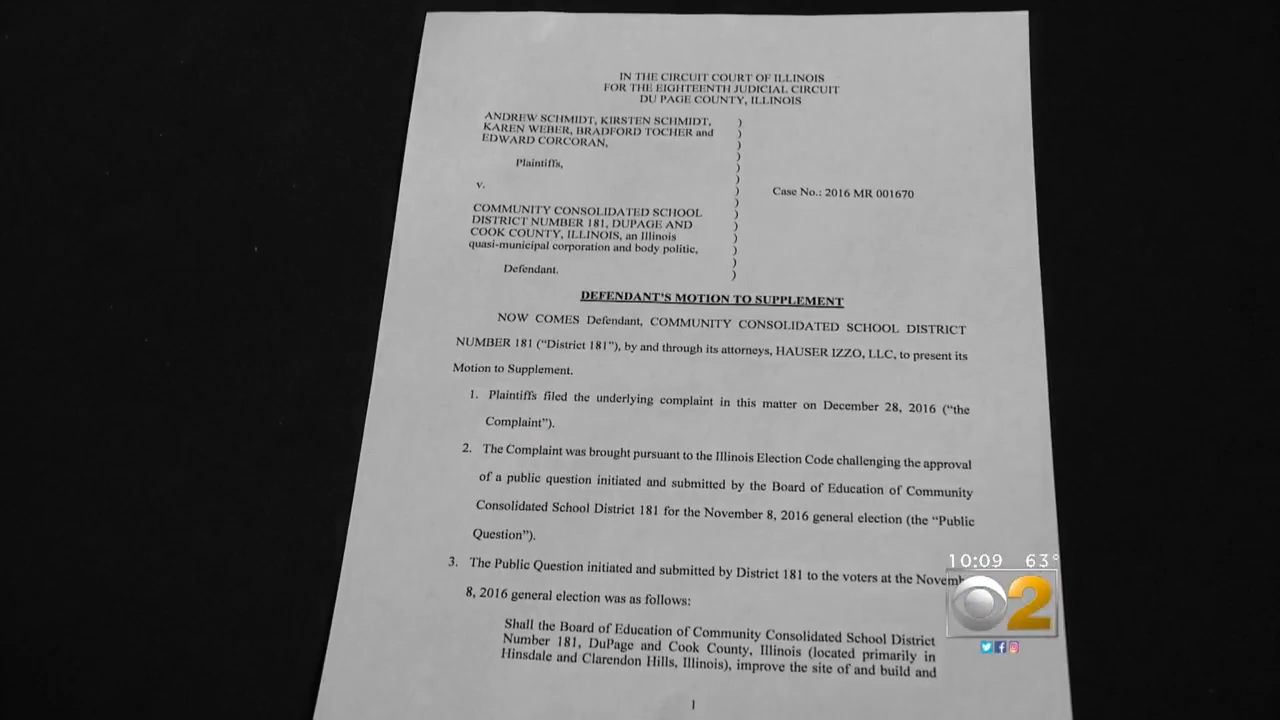 IN THE CIRCUIT COURT OF ILLINOIS
FOR THE EIGHTEENTH JUDICIAL CIRCUIT
DU PAGE COUNTY, ILLINOIS
ANDREW SCHMIDT, KIRSTEN SCHMIDT, )
KAREN WEBER, BRADFORD TOCHER and )
EDWARD CORCORAN, )
)
Plaintiffs, )
)
v. ) Case No.: 2016 MR 001670
)
COMMUNITY CONSOLIDATED SCHOOL )
DISTRICT NUMBER 181, DUPAGE AND )
COOK COUNTY, ILLINOIS, an Illinois )
quasi-municipal corporation and body politic, )
)
Defendant. )
DEFENDANT'S MOTION TO SUPPLEMENT
NOW COMES Defendant, COMMUNITY CONSOLIDATED SCHOOL DISTRICT
NUMBER 181 ("District 181"), by and through its attorneys, HAUSER IZZO, LLC, to present its
Motion to Supplement.
1. Plaintiffs filed the underlying complaint in this matter on December 28, 2016 ("the
Complaint").
2. The Complaint was brought pursuant to the Illinois Election Code challenging the approval
of a public question initiated and submitted by the Board of Education of Community
Consolidated School District 181 for the November 8, 2016 general election (the "Public
Question").
3. The Public Question initiated and submitted by District 181 to the voters at the Novemb
8, 2016 general election was as follows:
Shall the Board of Education of Community Consolidated School District
Number 181, DuPage and Cook County, Illinois (located primarily in
Hinsdale and Clarendon Hills, Illinois), improve the site of and build and
1
10:09 63°
2